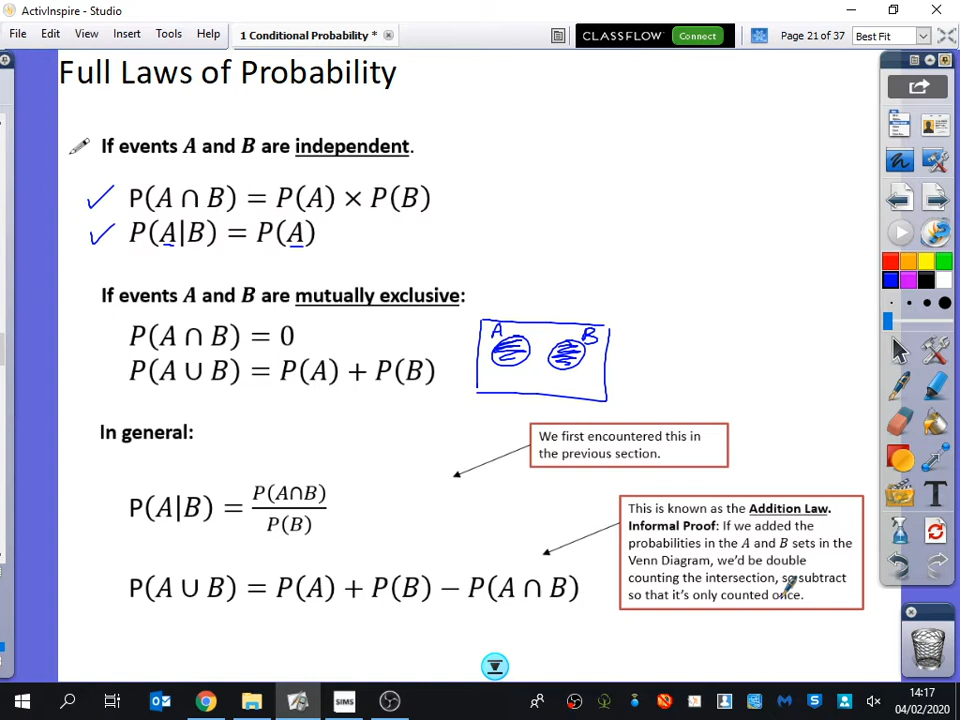 ActivInspire - Studio
File Edit View Insert Tools Help
1 Conditional Probability *
CLASSFLOW
Connect
Page 21 of 37
Best Fit
Full Laws of Probability
If events A and B are independent.
P(A ∩ B) = P(A) × P(B)
P(A|B) = P(A)
If events A and B are mutually exclusive:
P(A ∩ B) = 0
P(A ∪ B) = P(A) + P(B)
A B
In general:
We first encountered this in
the previous section.
P(A|B) = P(A∩B)/P(B)
This is known as the Addition Law.
Informal Proof: If we added the
probabilities in the A and B sets in the
Venn Diagram, we'd be double
counting the intersection, so subtract
so that it's only counted once.
P(A ∪ B) = P(A) + P(B) − P(A ∩ B)
SIMS
14:17
04/02/2020